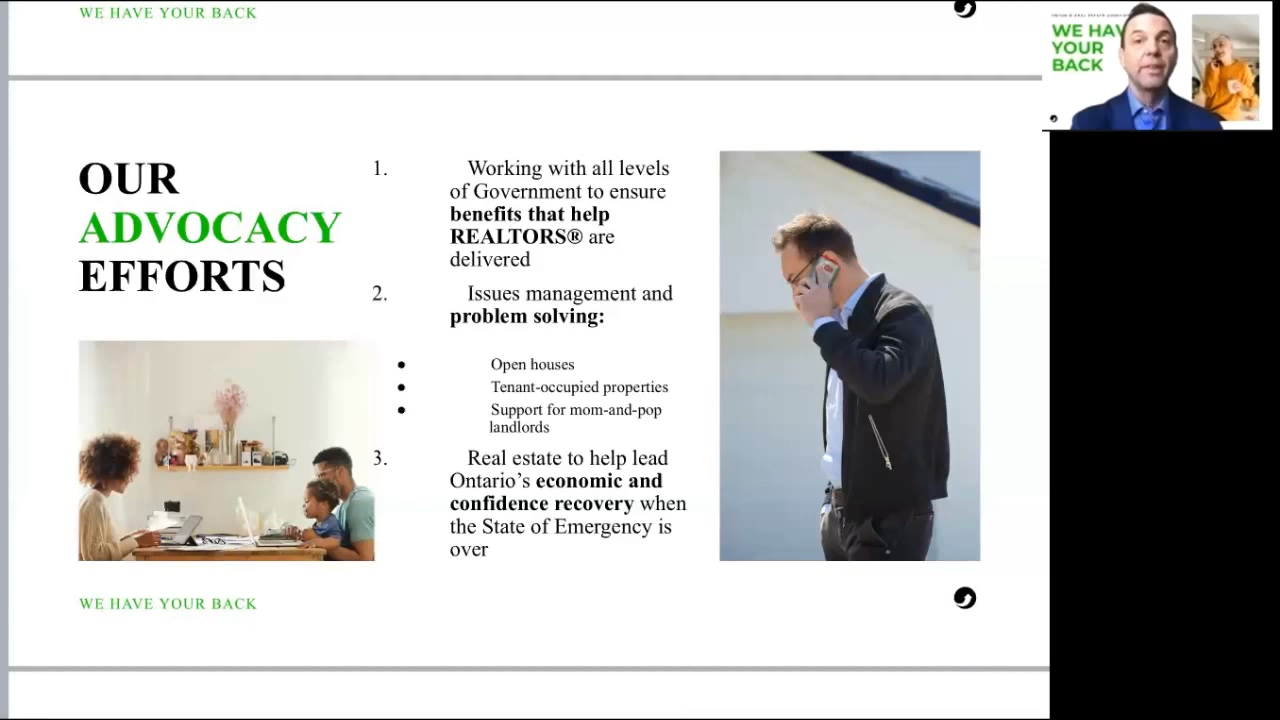 WE HAVE YOUR BACK
WE HAV
YOUR
BACK
OUR
ADVOCACY
EFFORTS
1. Working with all levels
of Government to ensure
benefits that help
REALTORS® are
delivered
2. Issues management and
problem solving:
● Open houses
● Tenant-occupied properties
● Support for mom-and-pop
landlords
3. Real estate to help lead
Ontario’s economic and
confidence recovery when
the State of Emergency is
over
WE HAVE YOUR BACK